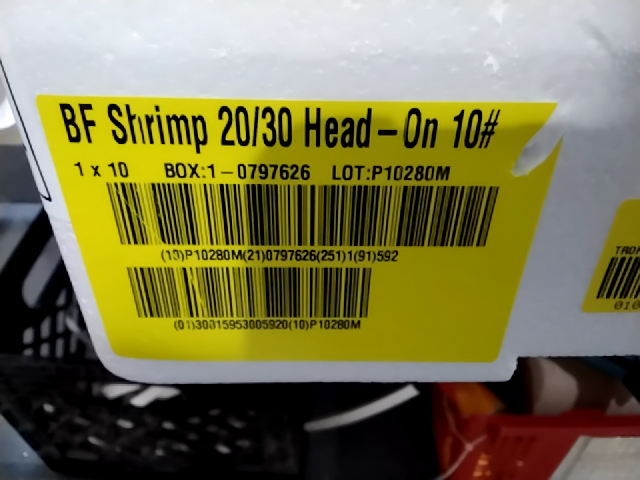 BF Shrimp 20/30 Head-On 10#
1 x 10 BOX:1-0797626 LOT:P10280M
(10)P10280M(21)0797626(251)1(91)592
(01)30815953005920(10)P10280M